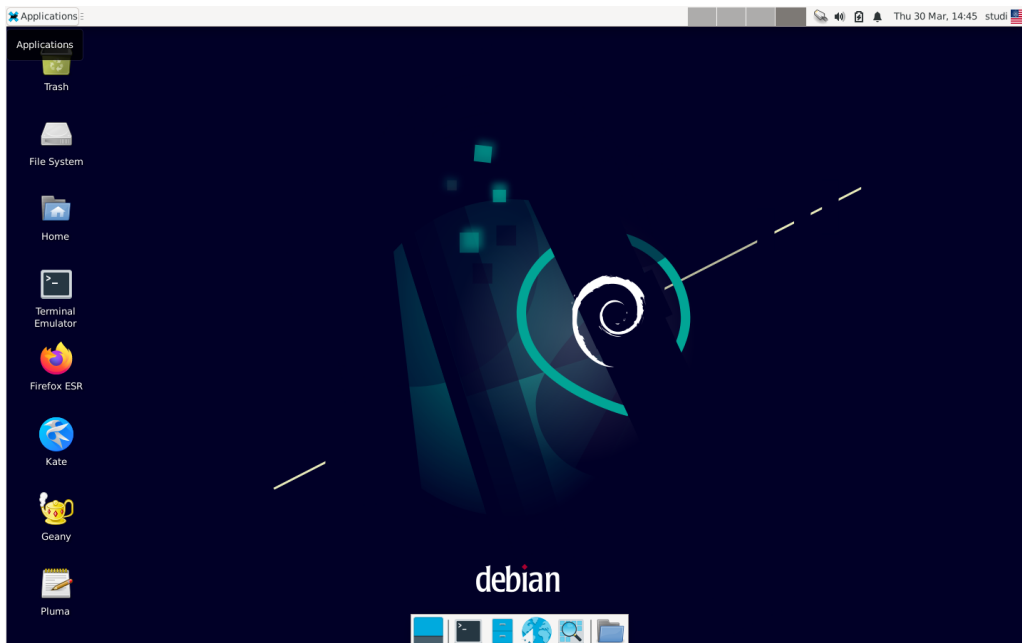 Applications
Thu 30 Mar, 14:45 studi
Applications
Trash
File System
Home
Terminal
Emulator
Firefox ESR
Kate
Geany
Pluma
debian